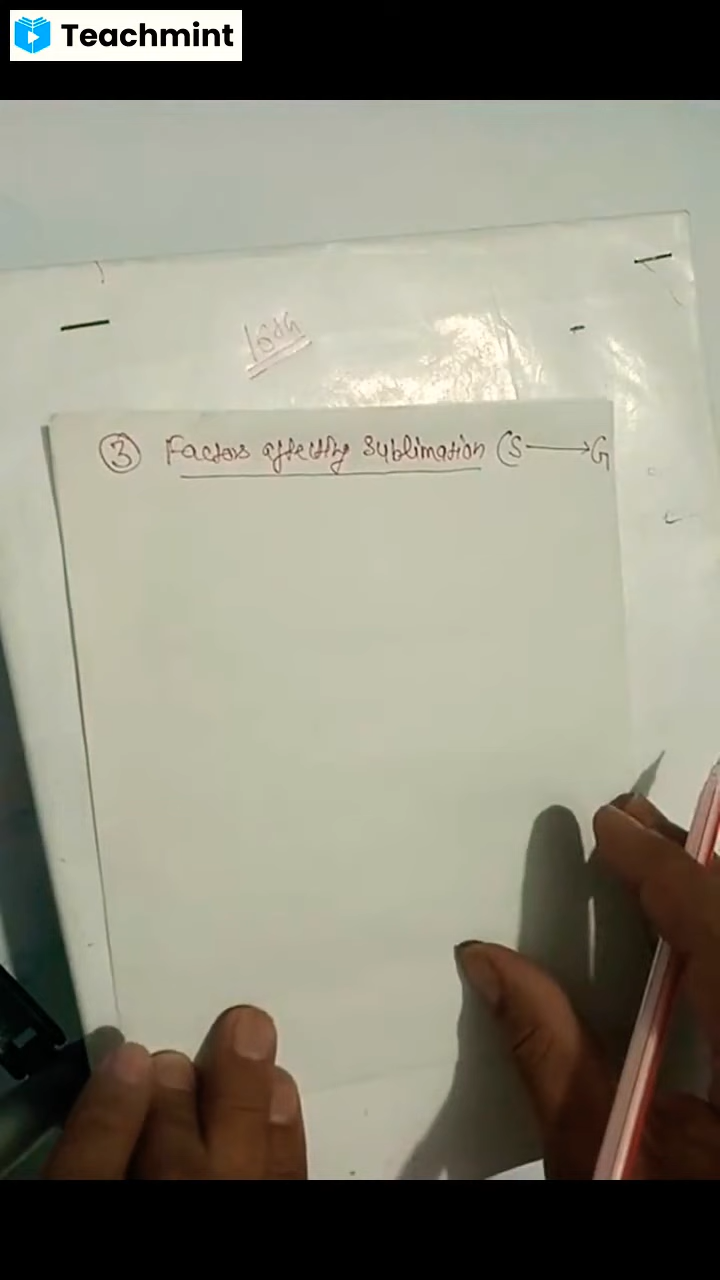 Teachmint
③ Factors affecting Sublimation (S ⟶ G